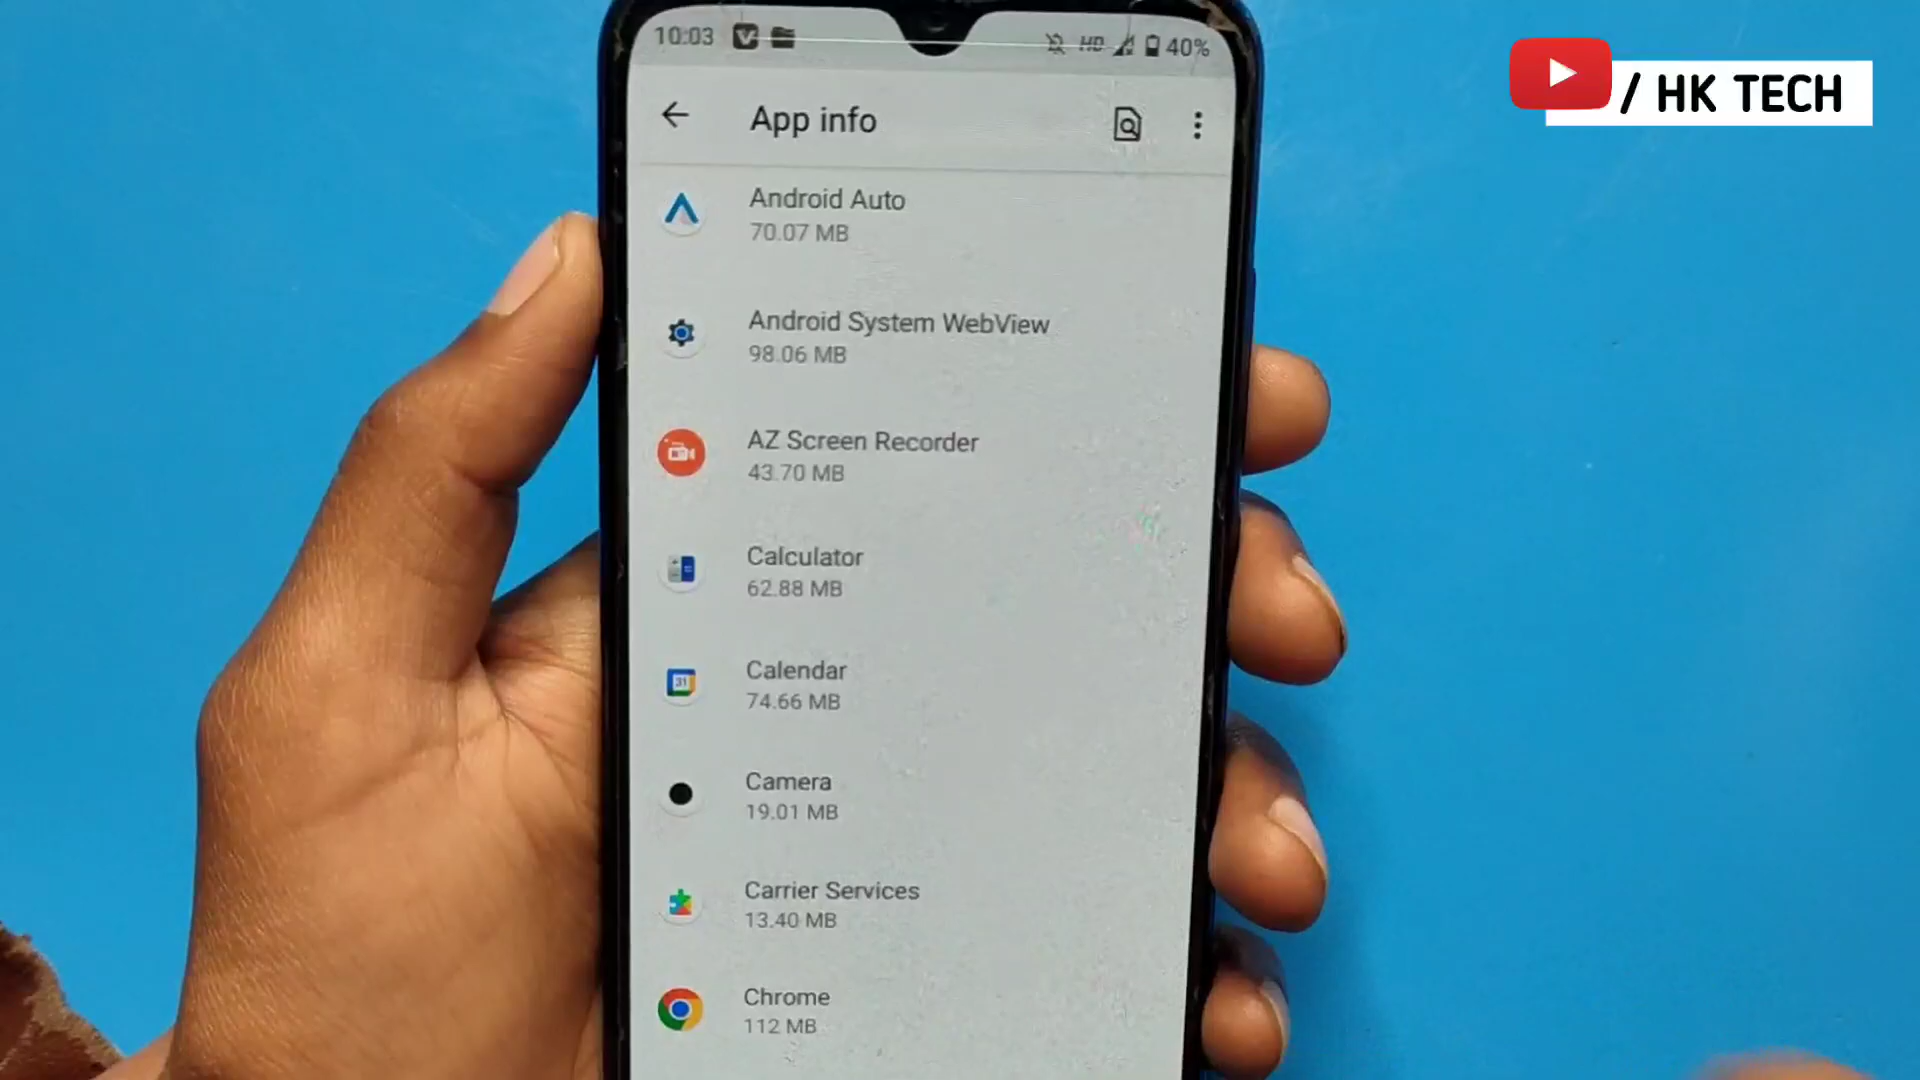 10:03
HD
40%
/ HK TECH
App info
Android Auto
70.07 MB
Android System WebView
98.06 MB
AZ Screen Recorder
43.70 MB
Calculator
62.88 MB
31
Calendar
74.66 MB
Camera
19.01 MB
Carrier Services
13.40 MB
Chrome
112 MB